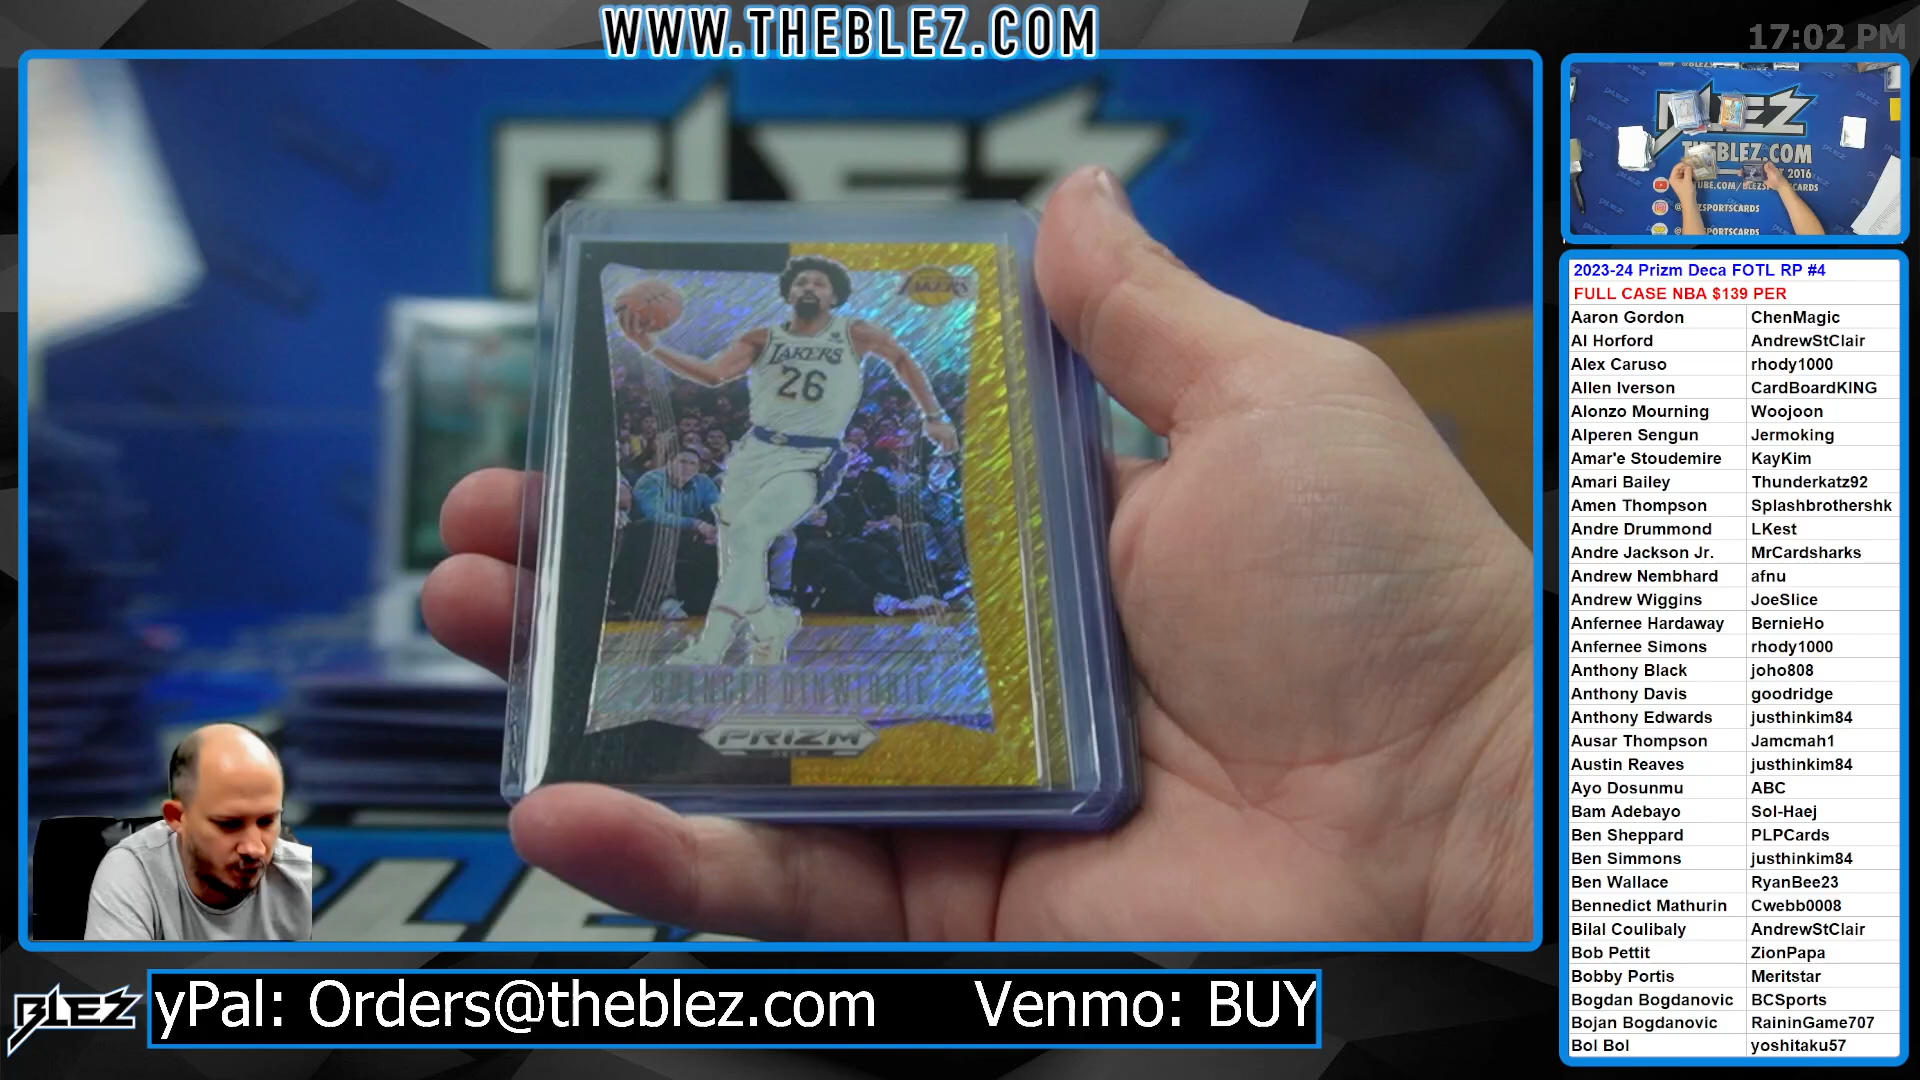 WWW.THEBLEZ.COM
17:02 PM
BLEZ
LAKERS
LAKERS
26
SPENCER DINWIDDIE
PRIZM
BLEZ
THEBLEZ.COM
2016
2023-24 Prizm Deca FOTL RP #4
FULL CASE NBA $139 PER
Aaron Gordon ChenMagic
Al Horford AndrewStClair
Alex Caruso rhody1000
Allen Iverson CardBoardKING
Alonzo Mourning Woojoon
Alperen Sengun Jermoking
Amar'e Stoudemire KayKim
Amari Bailey Thunderkatz92
Amen Thompson Splashbrothershk
Andre Drummond LKest
Andre Jackson Jr. MrCardsharks
Andrew Nembhard afnu
Andrew Wiggins JoeSlice
Anfernee Hardaway BernieHo
Anfernee Simons rhody1000
Anthony Black joho808
Anthony Davis goodridge
Anthony Edwards justhinkim84
Ausar Thompson Jamcmah1
Austin Reaves justhinkim84
Ayo Dosunmu ABC
Bam Adebayo Sol-Haej
Ben Sheppard PLPCards
Ben Simmons justhinkim84
Ben Wallace RyanBee23
Bennedict Mathurin Cwebb0008
Bilal Coulibaly AndrewStClair
Bob Pettit ZionPapa
Bobby Portis Meritstar
Bogdan Bogdanovic BCSports
Bojan Bogdanovic RaininGame707
Bol Bol yoshitaku57
BLEZ
yPal: Orders@theblez.com Venmo: BUY